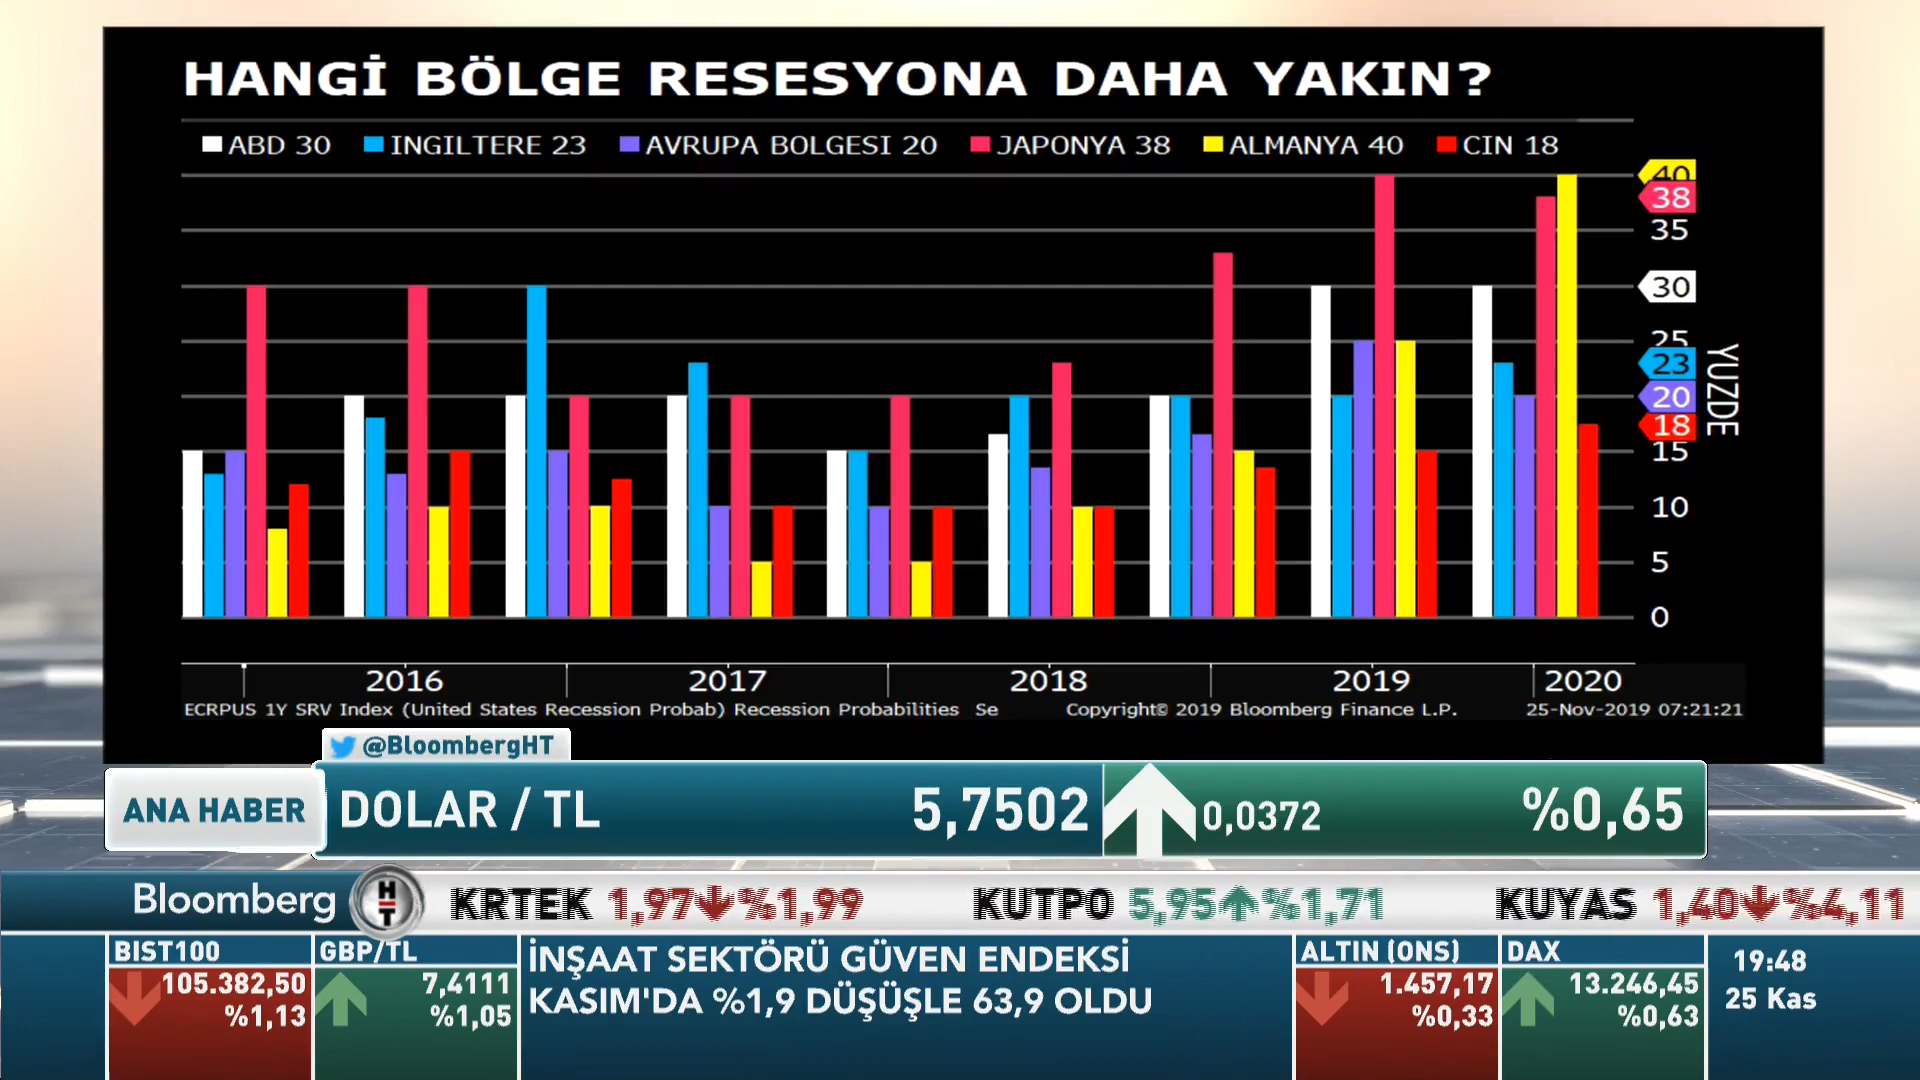 HANGİ BÖLGE RESESYONA DAHA YAKIN?
ABD 30 INGILTERE 23 AVRUPA BOLGESI 20 JAPONYA 38 ALMANYA 40 CIN 18
40
38
35
30
25
23
20
18
15
10
5
0
YUZDE
2016 2017 2018 2019 2020
ECRPUS 1Y SRV Index (United States Recession Probab) Recession Probabilities Se Copyright© 2019 Bloomberg Finance L.P. 25-Nov-2019 07:21:21
@BloombergHT
ANA HABER DOLAR / TL 5,7502 0,0372 %0,65
Bloomberg HT KRTEK 1,97 %1,99 KUTPO 5,95 %1,71 KUYAS 1,40 %4,11
BIST100
105.382,50
%1,13
GBP/TL
7,4111
%1,05
İNŞAAT SEKTÖRÜ GÜVEN ENDEKSİ
KASIM'DA %1,9 DÜŞÜŞLE 63,9 OLDU
ALTIN (ONS)
1.457,17
%0,33
DAX
13.246,45
%0,63
19:48
25 Kas